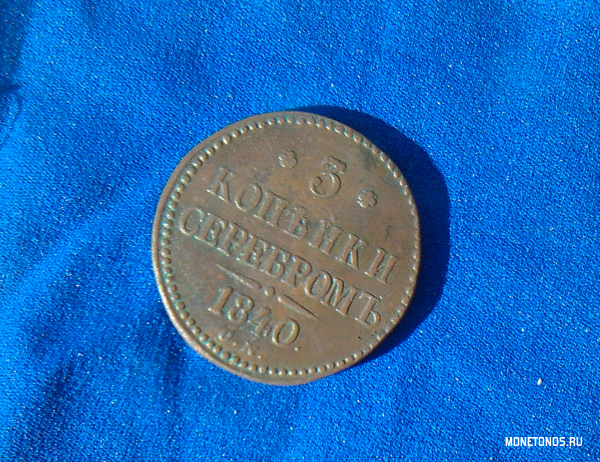 3
КОПѢЙКИ
СЕРЕБРОМЪ
1840.
MONETONOS.RU